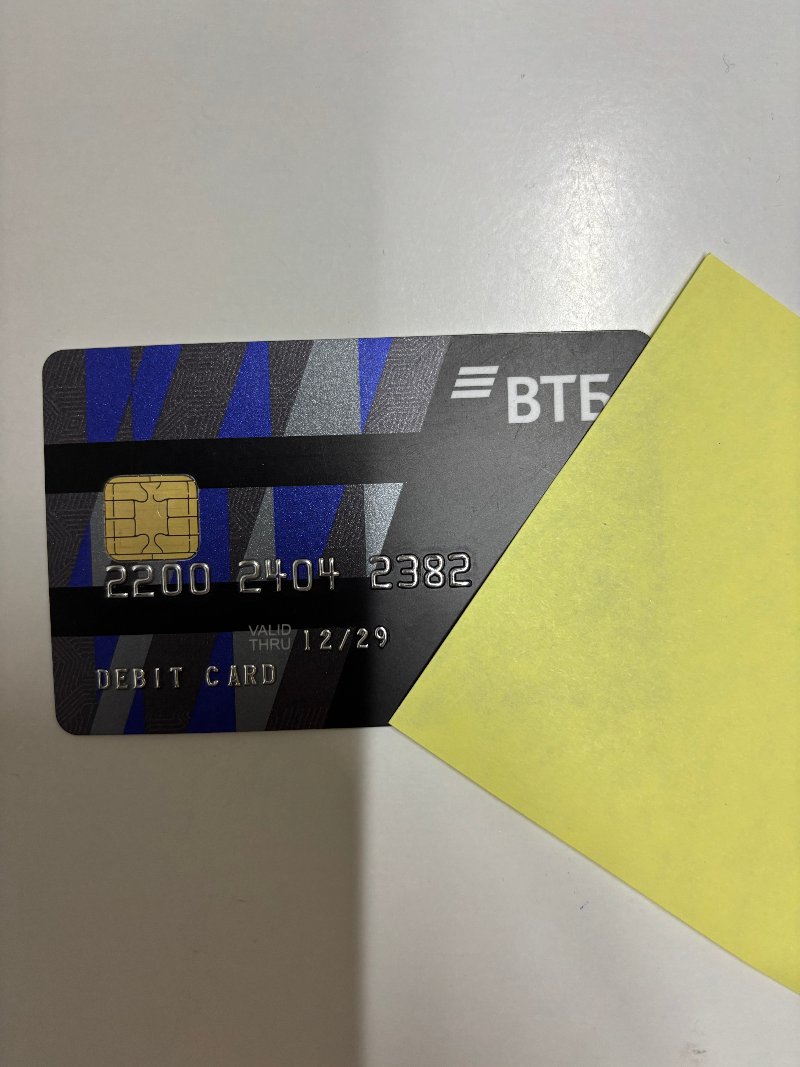 ВТБ
2200 2404 2382
VALID
THRU 12/29
DEBIT CARD